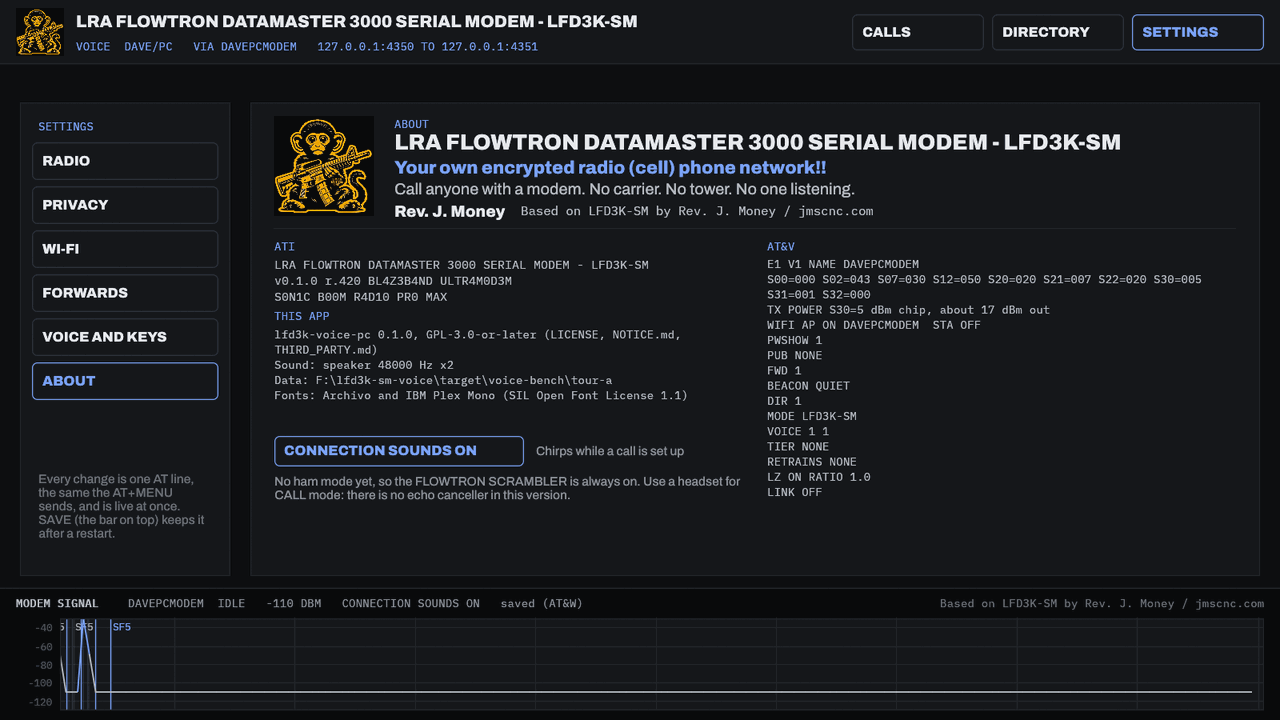 LRA FLOWTRON DATAMASTER 3000 SERIAL MODEM - LFD3K-SM
VOICE DAVE/PC VIA DAVEPCMODEM 127.0.0.1:4350 TO 127.0.0.1:4351
CALLS
DIRECTORY
SETTINGS
SETTINGS
RADIO
PRIVACY
WI-FI
FORWARDS
VOICE AND KEYS
ABOUT
Every change is one AT line,
the same the AT+MENU
sends, and is live at once.
SAVE (the bar on top) keeps it
after a restart.
ABOUT
LRA FLOWTRON DATAMASTER 3000 SERIAL MODEM - LFD3K-SM
Your own encrypted radio (cell) phone network!!
Call anyone with a modem. No carrier. No tower. No one listening.
Rev. J. Money Based on LFD3K-SM by Rev. J. Money / jmscnc.com
ATI
LRA FLOWTRON DATAMASTER 3000 SERIAL MODEM - LFD3K-SM
v0.1.0 r.420 BL4Z3B4ND ULTR4M0D3M
S0N1C B00M R4D10 PR0 MAX
THIS APP
lfd3k-voice-pc 0.1.0, GPL-3.0-or-later (LICENSE, NOTICE.md,
THIRD_PARTY.md)
Sound: speaker 48000 Hz x2
Data: F:\lfd3k-sm-voice\target\voice-bench\tour-a
Fonts: Archivo and IBM Plex Mono (SIL Open Font License 1.1)
CONNECTION SOUNDS ON
Chirps while a call is set up
No ham mode yet, so the FLOWTRON SCRAMBLER is always on. Use a headset for
CALL mode: there is no echo canceller in this version.
AT&V
E1 V1 NAME DAVEPCMODEM
S00=000 S02=043 S07=030 S12=050 S20=020 S21=007 S22=020 S30=005
S31=001 S32=000
TX POWER S30=5 dBm chip, about 17 dBm out
WIFI AP ON DAVEPCMODEM STA OFF
PWSHOW 1
PUB NONE
FWD 1
BEACON QUIET
DIR 1
MODE LFD3K-SM
VOICE 1 1
TIER NONE
RETRAINS NONE
LZ ON RATIO 1.0
LINK OFF
MODEM SIGNAL DAVEPCMODEM IDLE -110 DBM CONNECTION SOUNDS ON saved (AT&W)
Based on LFD3K-SM by Rev. J. Money / jmscnc.com
-40
-60
-80
-100
-120
5 SF5 SF5